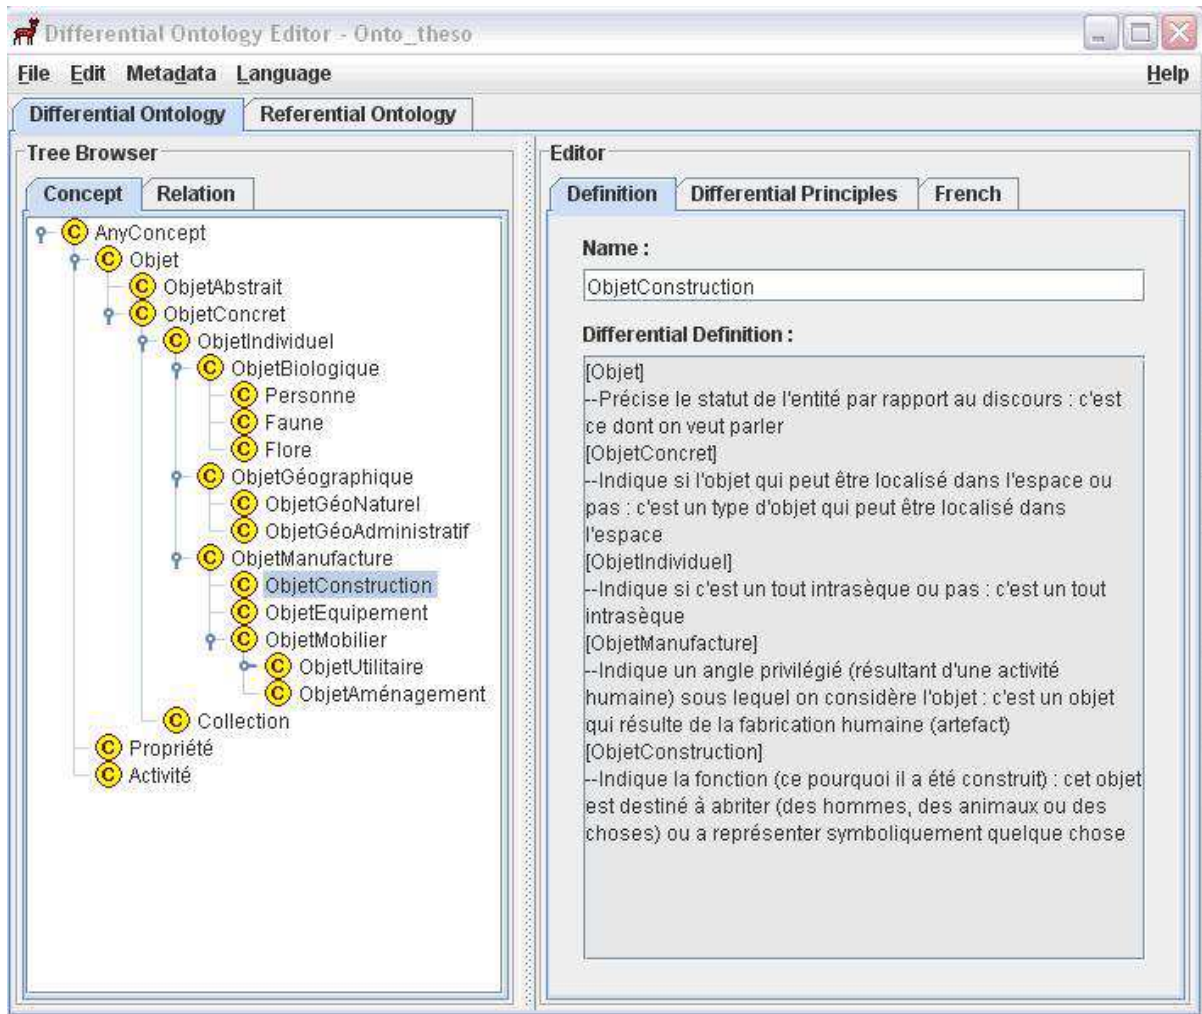 Differential Ontology Editor - Onto_theso
File Edit Metadata Language Help
Differential Ontology Referential Ontology
Tree Browser
Concept Relation
C AnyConcept
C Objet
C ObjetAbstrait
C ObjetConcret
C ObjetIndividuel
C ObjetBiologique
C Personne
C Faune
C Flore
C ObjetGéographique
C ObjetGéoNaturel
C ObjetGéoAdministratif
C ObjetManufacture
C ObjetConstruction
C ObjetEquipement
C ObjetMobilier
C ObjetUtilitaire
C ObjetAménagement
C Collection
C Propriété
C Activité
Editor
Definition Differential Principles French
Name :
ObjetConstruction
Differential Definition :
[Objet]
--Précise le statut de l'entité par rapport au discours : c'est
ce dont on veut parler
[ObjetConcret]
--Indique si l'objet qui peut être localisé dans l'espace ou
pas : c'est un type d'objet qui peut être localisé dans
l'espace
[ObjetIndividuel]
--Indique si c'est un tout intrasèque ou pas : c'est un tout
intrasèque
[ObjetManufacture]
--Indique un angle privilégié (résultant d'une activité
humaine) sous lequel on considère l'objet : c'est un objet
qui résulte de la fabrication humaine (artefact)
[ObjetConstruction]
--Indique la fonction (ce pourquoi il a été construit) : cet objet
est destiné à abriter (des hommes, des animaux ou des
choses) ou a représenter symboliquement quelque chose